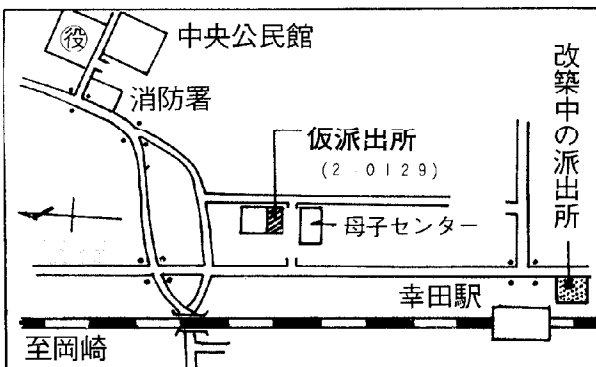 ㊇役
中央公民館
消防署
仮派出所
(2-0129)
母子センター
改築中の派出所
幸田駅
至岡崎